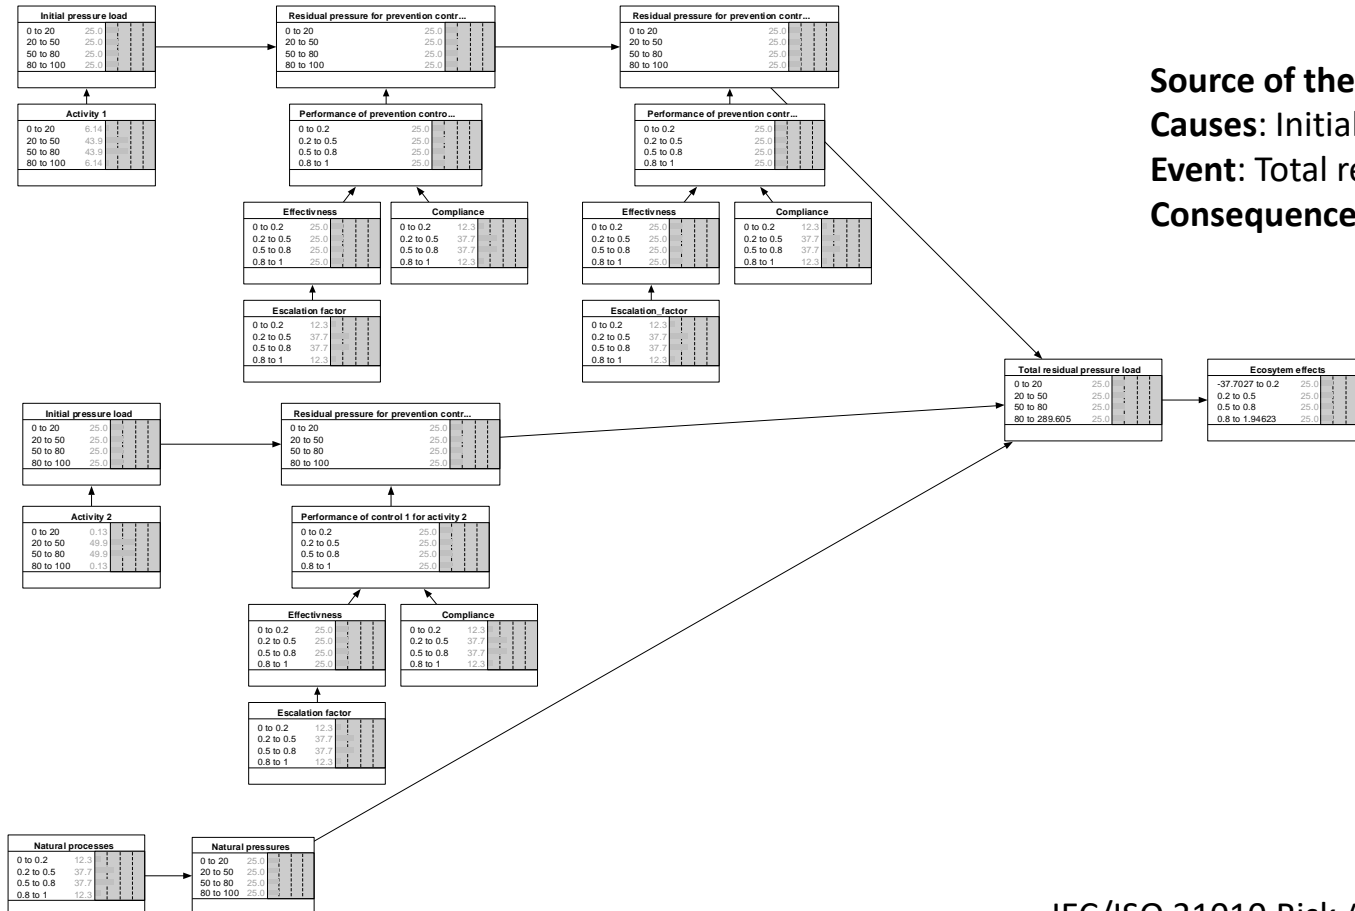 Initial pressure load
0 to 20 25.0
20 to 50 25.0
50 to 80 25.0
80 to 100 25.0
Residual pressure for prevention contr...
0 to 20 25.0
20 to 50 25.0
50 to 80 25.0
80 to 100 25.0
Residual pressure for prevention contr...
0 to 20 25.0
20 to 50 25.0
50 to 80 25.0
80 to 100 25.0
Source of the
Causes: Initial
Event: Total re
Consequence
Activity 1
0 to 20 6.14
20 to 50 43.9
50 to 80 43.9
80 to 100 6.14
Performance of prevention contro...
0 to 0.2 25.0
0.2 to 0.5 25.0
0.5 to 0.8 25.0
0.8 to 1 25.0
Performance of prevention contr...
0 to 0.2 25.0
0.2 to 0.5 25.0
0.5 to 0.8 25.0
0.8 to 1 25.0
Effectivness
0 to 0.2 25.0
0.2 to 0.5 25.0
0.5 to 0.8 25.0
0.8 to 1 25.0
Compliance
0 to 0.2 12.3
0.2 to 0.5 37.7
0.5 to 0.8 37.7
0.8 to 1 12.3
Effectivness
0 to 0.2 25.0
0.2 to 0.5 25.0
0.5 to 0.8 25.0
0.8 to 1 25.0
Compliance
0 to 0.2 12.3
0.2 to 0.5 37.7
0.5 to 0.8 37.7
0.8 to 1 12.3
Escalation factor
0 to 0.2 12.3
0.2 to 0.5 37.7
0.5 to 0.8 37.7
0.8 to 1 12.3
Escalation_factor
0 to 0.2 12.3
0.2 to 0.5 37.7
0.5 to 0.8 37.7
0.8 to 1 12.3
Total residual pressure load
0 to 20 25.0
20 to 50 25.0
50 to 80 25.0
80 to 289.605 25.0
Ecosytem effects
-37.7027 to 0.2 25.0
0.2 to 0.5 25.0
0.5 to 0.8 25.0
0.8 to 1.94623 25.0
Initial pressure load
0 to 20 25.0
20 to 50 25.0
50 to 80 25.0
80 to 100 25.0
Residual pressure for prevention contr...
0 to 20 25.0
20 to 50 25.0
50 to 80 25.0
80 to 100 25.0
Activity 2
0 to 20 0.13
20 to 50 49.9
50 to 80 49.9
80 to 100 0.13
Performance of control 1 for activity 2
0 to 0.2 25.0
0.2 to 0.5 25.0
0.5 to 0.8 25.0
0.8 to 1 25.0
Effectivness
0 to 0.2 25.0
0.2 to 0.5 25.0
0.5 to 0.8 25.0
0.8 to 1 25.0
Compliance
0 to 0.2 12.3
0.2 to 0.5 37.7
0.5 to 0.8 37.7
0.8 to 1 12.3
Escalation factor
0 to 0.2 12.3
0.2 to 0.5 37.7
0.5 to 0.8 37.7
0.8 to 1 12.3
Natural processes
0 to 0.2 12.3
0.2 to 0.5 37.7
0.5 to 0.8 37.7
0.8 to 1 12.3
Natural pressures
0 to 20 25.0
20 to 50 25.0
50 to 80 25.0
80 to 100 25.0
IEC/ISO 31010 Risk